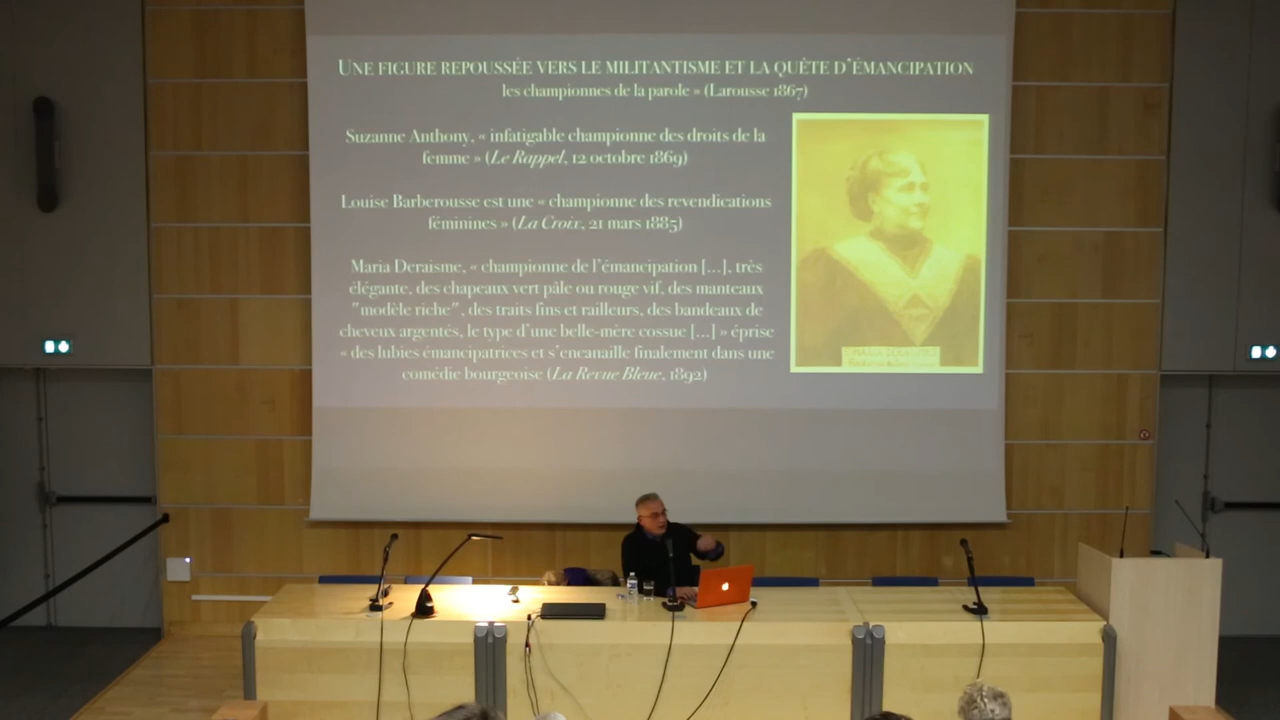 UNE FIGURE REPOUSSÉE VERS LE MILITANTISME ET LA QUÊTE D'ÉMANCIPATION
les championnes de la parole » (Larousse 1867)
Suzanne Anthony, « infatigable championne des droits de la
femme » (Le Rappel, 12 octobre 1869)
Louise Barberousse est une « championne des revendications
féminines » (La Croix, 21 mars 1885)
Maria Deraisme, « championne de l'émancipation [...], très
élégante, des chapeaux vert pâle ou rouge vif, des manteaux
"modèle riche", des traits fins et railleurs, des bandeaux de
cheveux argentés, le type d'une belle-mère cossue [...] » éprise
« des lubies émancipatrices et s'encanaille finalement dans une
comédie bourgeoise (La Revue Bleue, 1892)